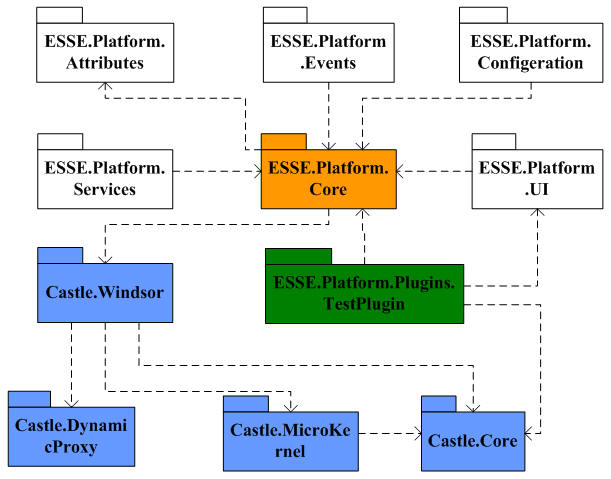 ESSE.Platform.
Attributes
ESSE.Platform
.Events
ESSE.Platform.
Configeration
ESSE.Platform.
Services
ESSE.Platform.
Core
ESSE.Platform
.UI
Castle.Windsor
ESSE.Platform.Plugins.
TestPlugin
Castle.Dynami
cProxy
Castle.MicroKe
rnel
Castle.Core